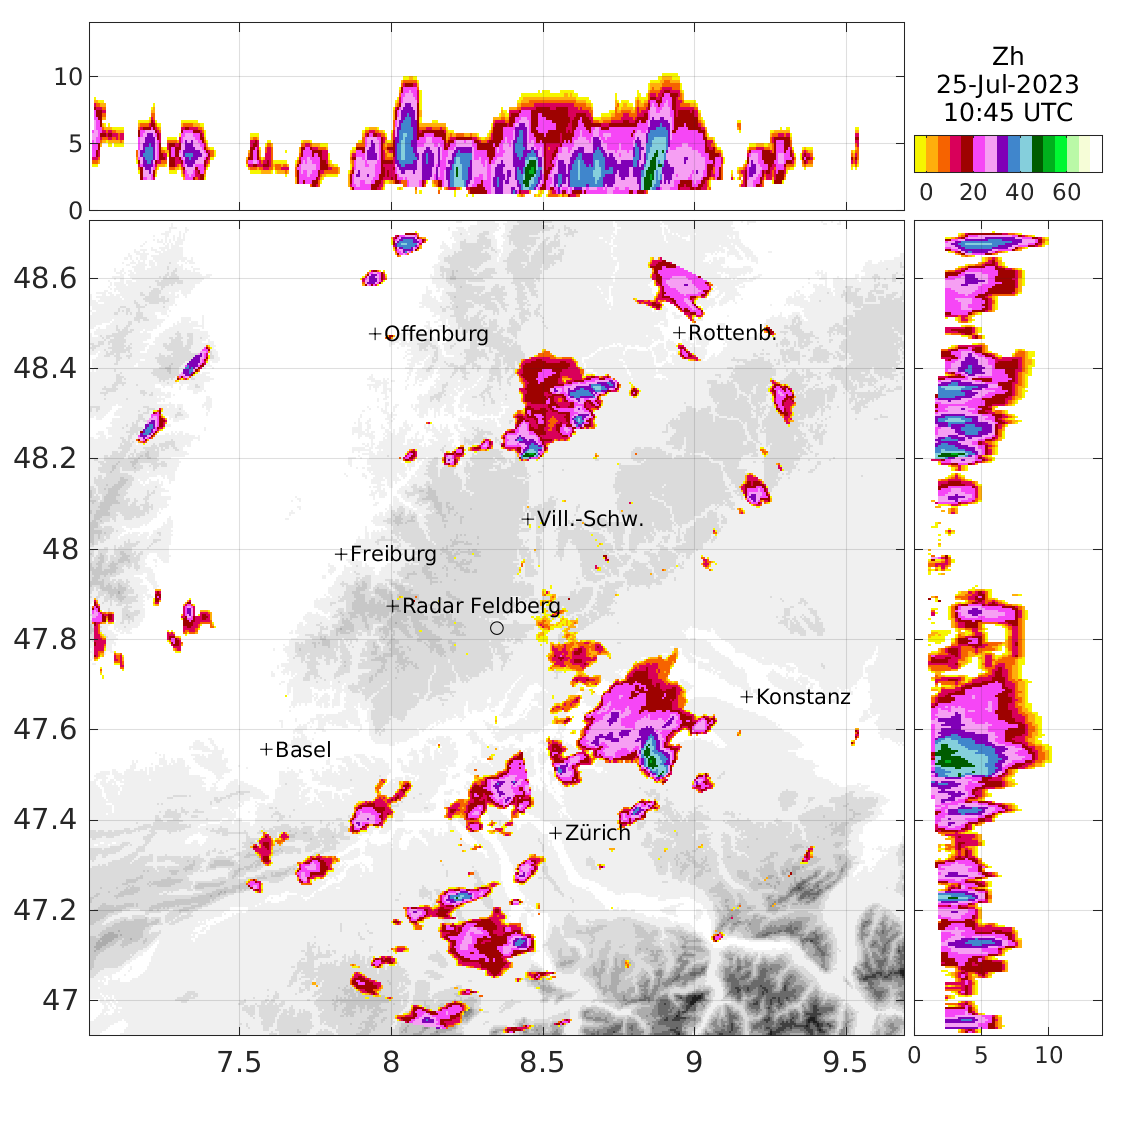 10
5
0
Zh
25-Jul-2023
10:45 UTC
0 20 40 60
48.6
48.4
48.2
48
47.8
47.6
47.4
47.2
47
+Offenburg
+Rottenb.
+Vill.-Schw.
+Freiburg
+Radar Feldberg
+Konstanz
+Basel
+Zürich
7.5 8 8.5 9 9.5
0 5 10